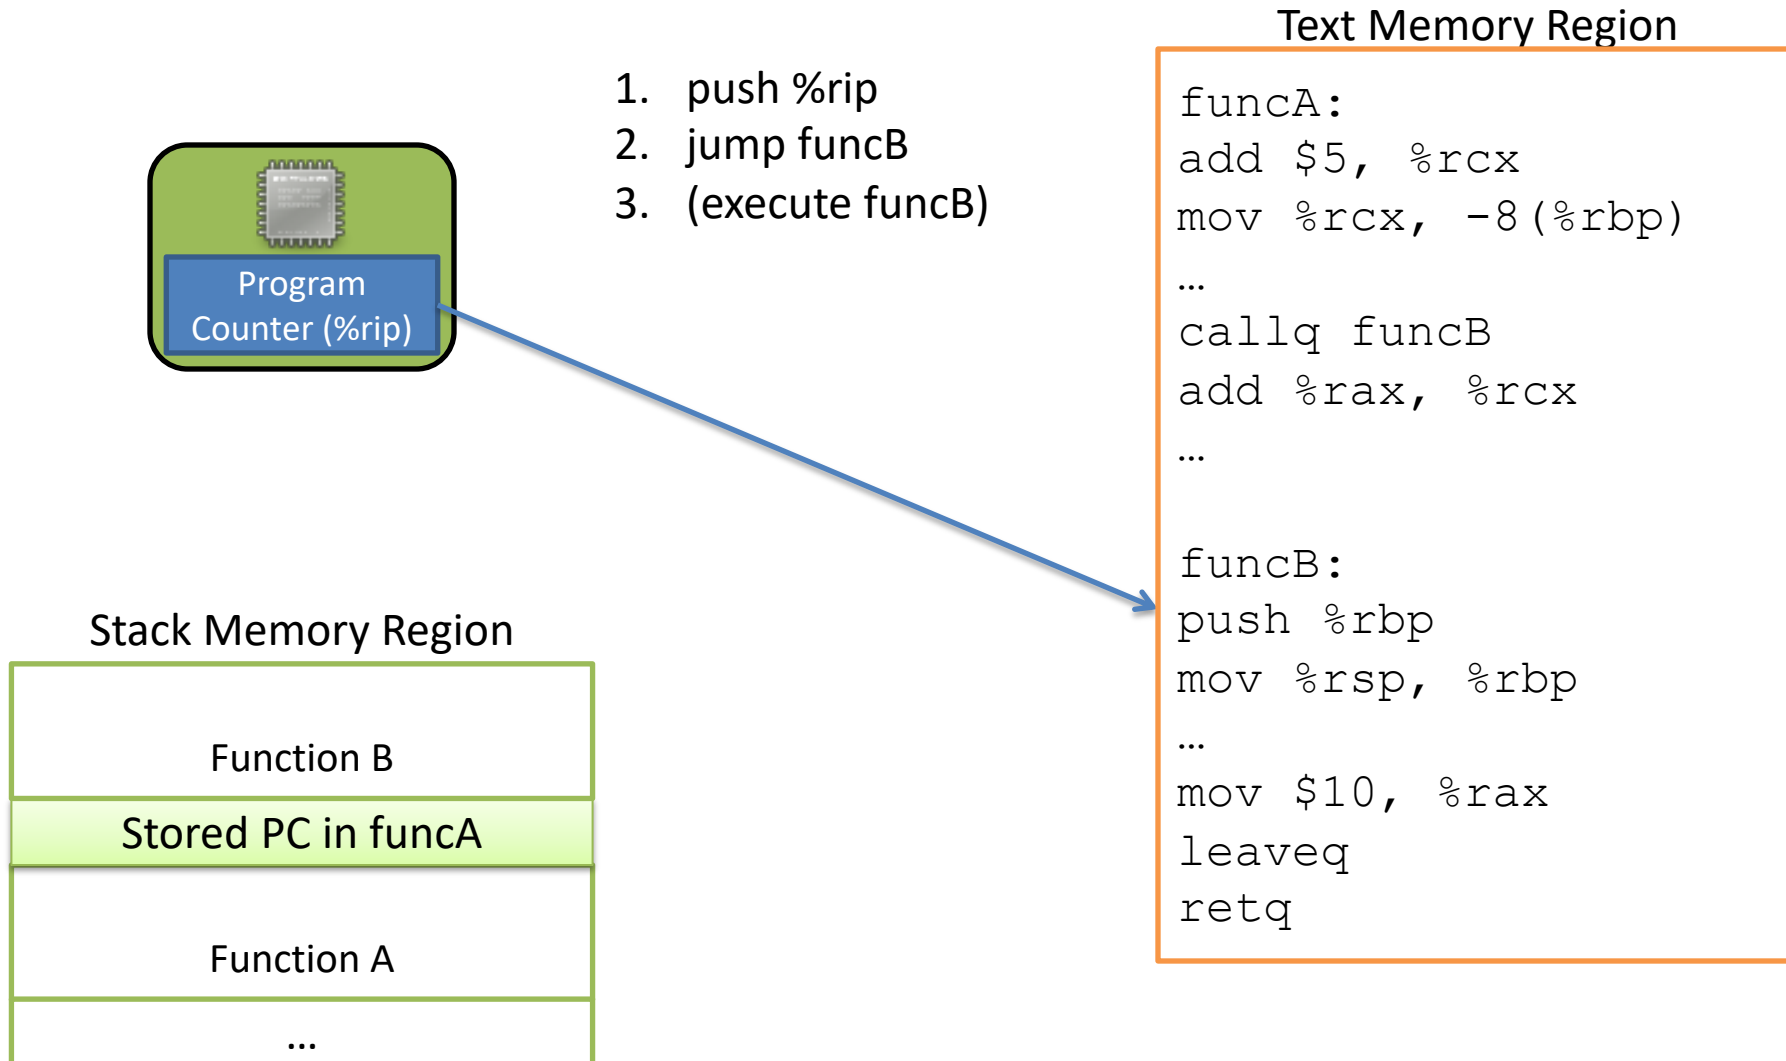 Text Memory Region
1. push %rip
2. jump funcB
3. (execute funcB)
Program
Counter (%rip)
funcA:
add $5, %rcx
mov %rcx, -8(%rbp)
…
callq funcB
add %rax, %rcx
…
funcB:
push %rbp
mov %rsp, %rbp
…
mov $10, %rax
leaveq
retq
Stack Memory Region
Function B
Stored PC in funcA
Function A
…